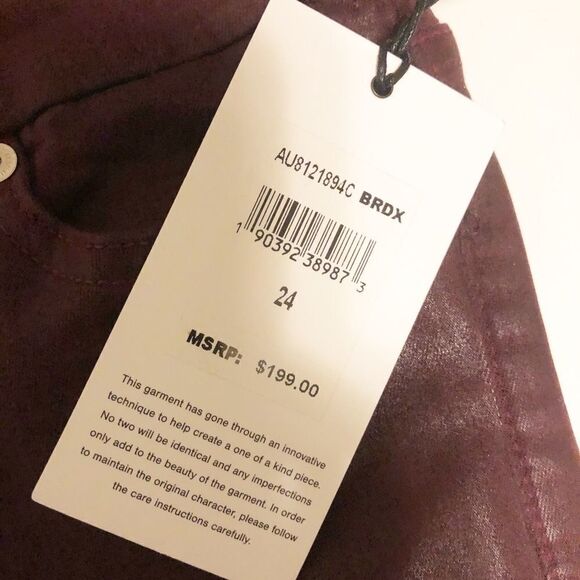 AU8121894C BRDX
1 90392 38987 3
24
MSRP: $199.00
This garment has gone through an innovative
technique to help create a one of a kind piece.
No two will be identical and any imperfections
only add to the beauty of the garment. In order
to maintain the original character, please follow
the care instructions carefully.